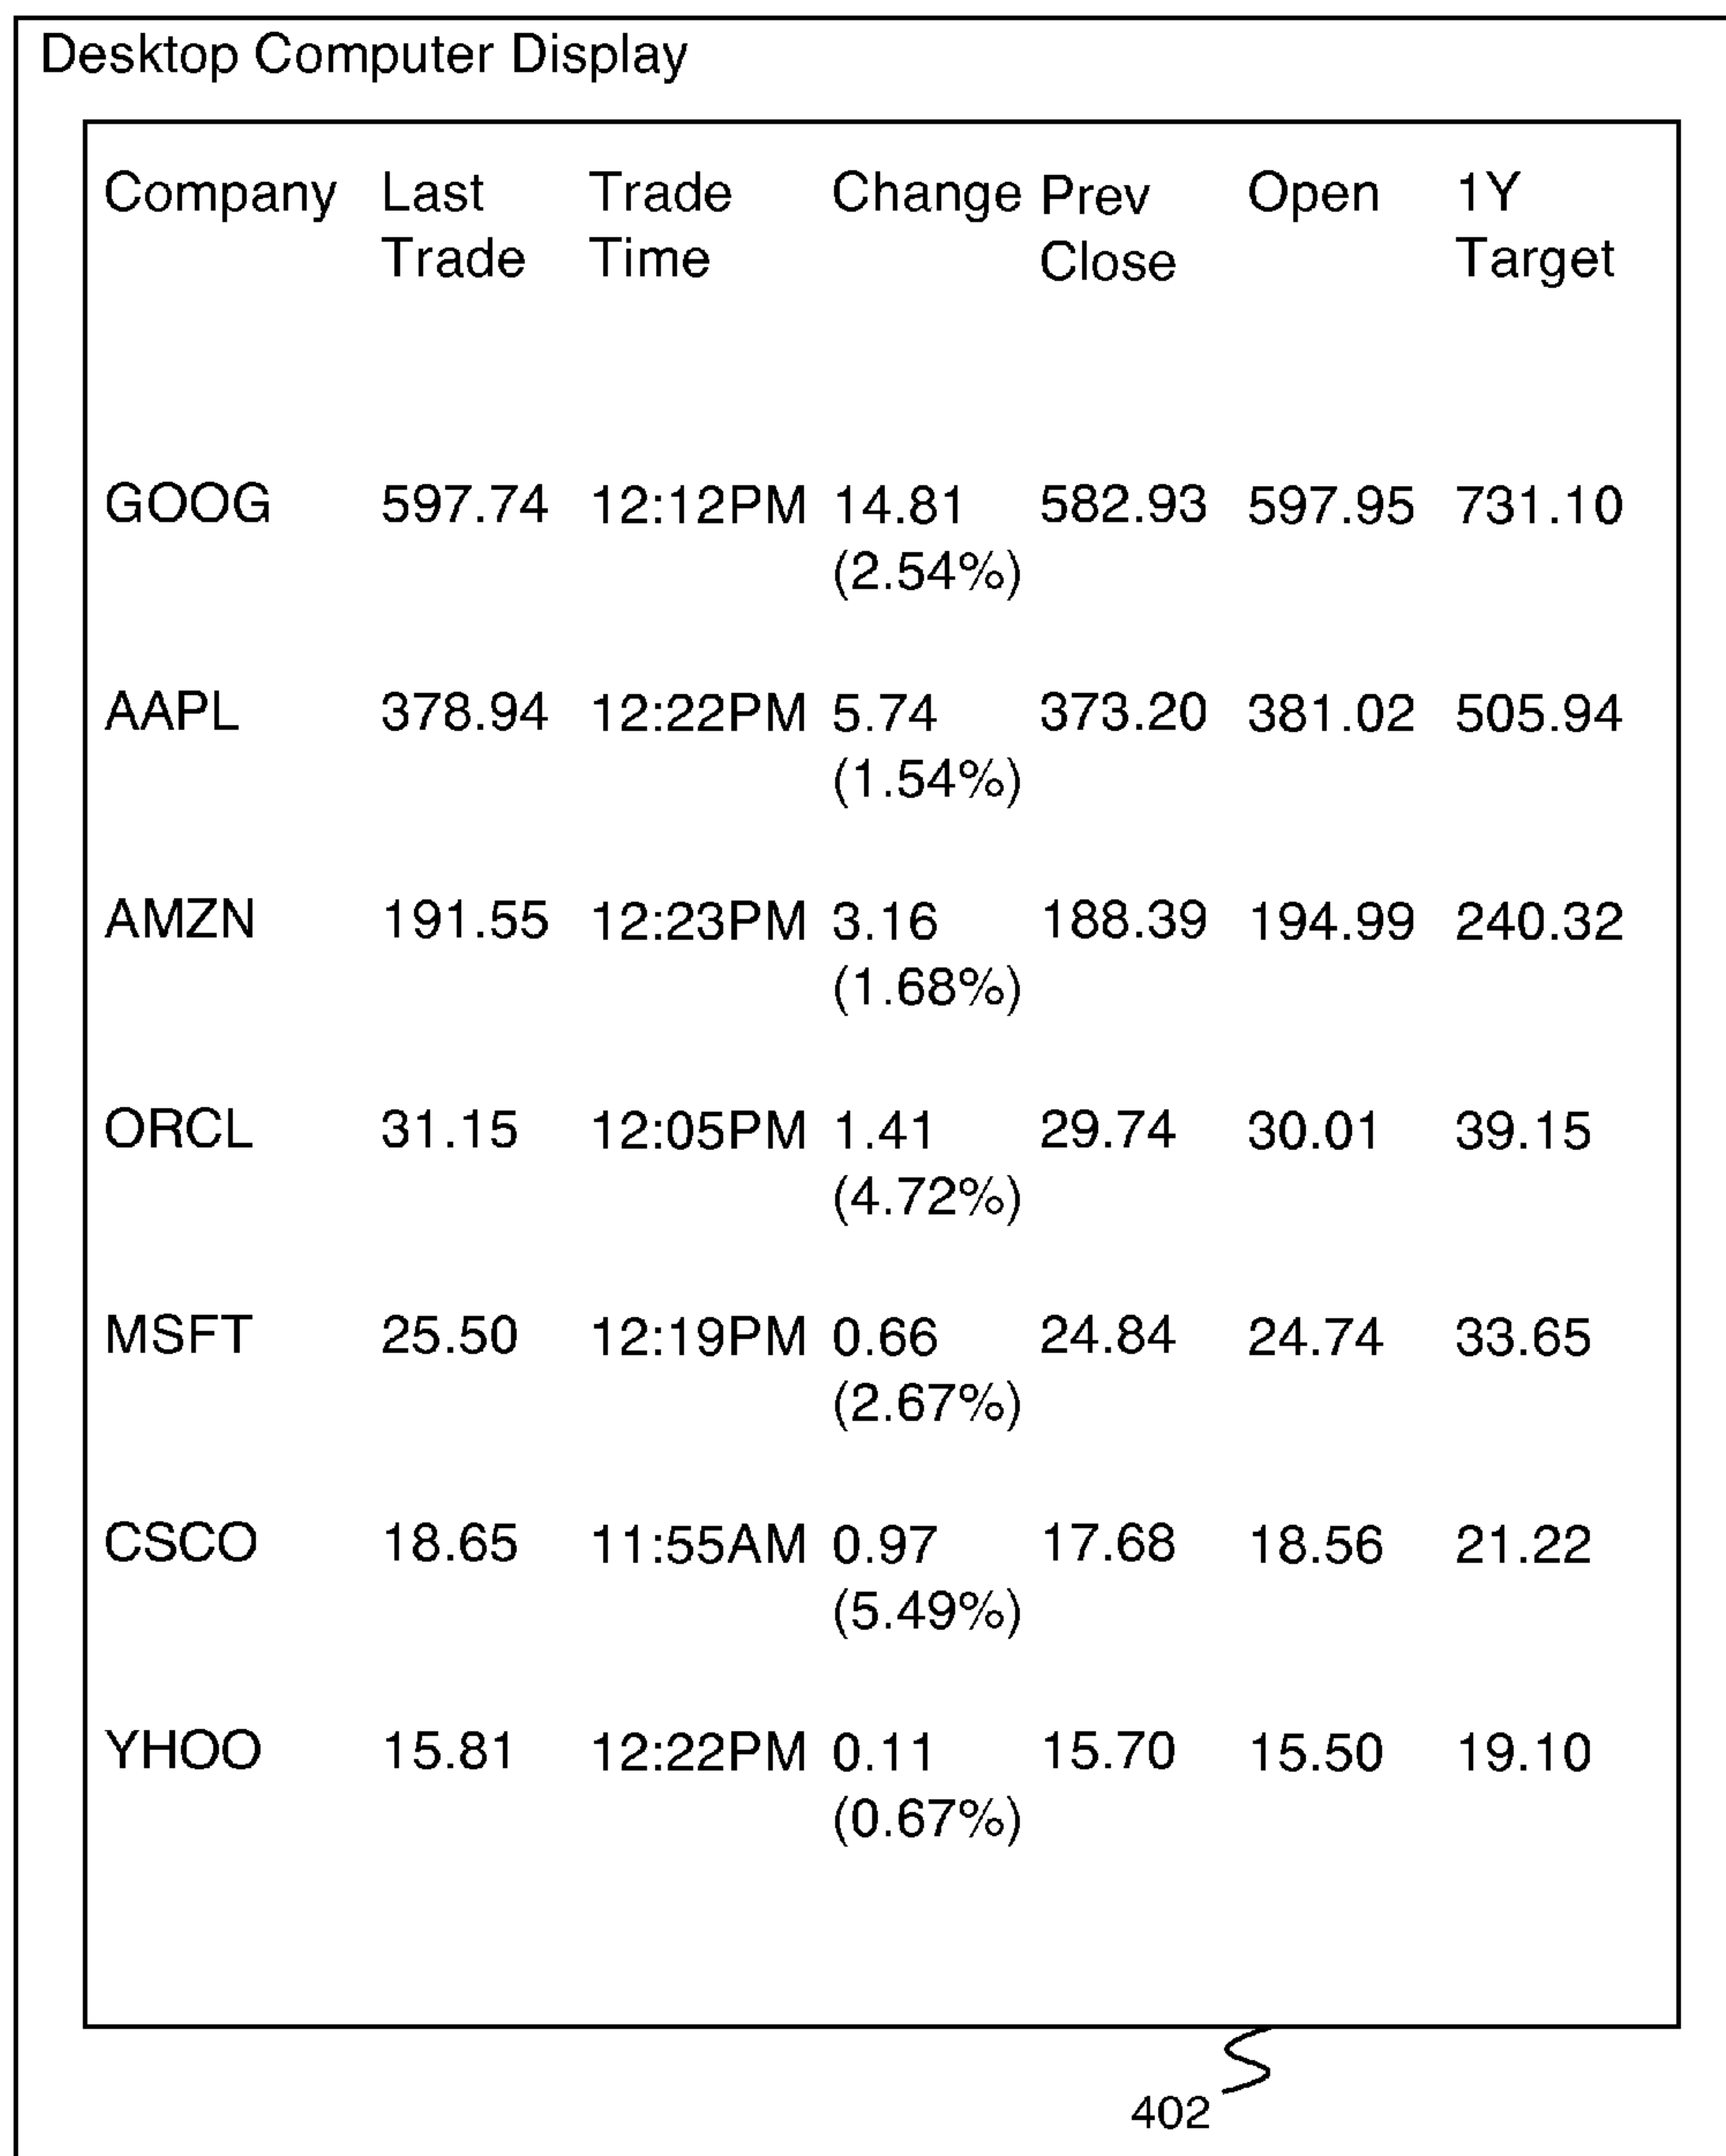 Desktop Computer Display
Company Last Trade Change Prev Open 1Y
Trade Time Close Target
GOOG 597.74 12:12PM 14.81 582.93 597.95 731.10
(2.54%)
AAPL 378.94 12:22PM 5.74 373.20 381.02 505.94
(1.54%)
AMZN 191.55 12:23PM 3.16 188.39 194.99 240.32
(1.68%)
ORCL 31.15 12:05PM 1.41 29.74 30.01 39.15
(4.72%)
MSFT 25.50 12:19PM 0.66 24.84 24.74 33.65
(2.67%)
CSCO 18.65 11:55AM 0.97 17.68 18.56 21.22
(5.49%)
YHOO 15.81 12:22PM 0.11 15.70 15.50 19.10
(0.67%)
402